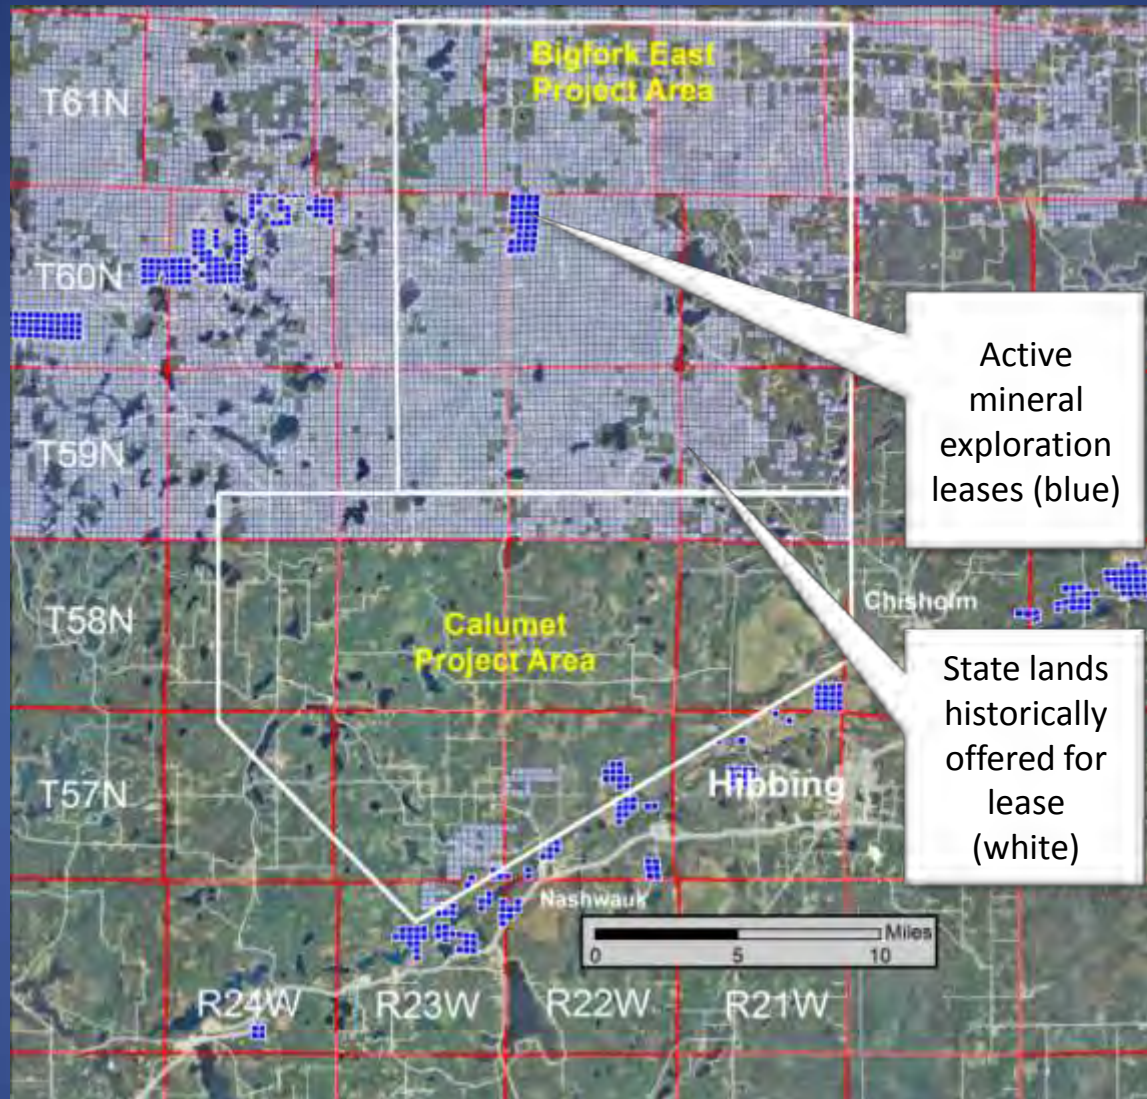 Bigfork East
Project Area
T61N
T60N
Active
mineral
exploration
leases (blue)
T59N
Chisholm
T58N
Calumet
Project Area
State lands
historically
offered for
lease
(white)
T57N
Hibbing
Nashwauk
Miles
0 5 10
R24W R23W R22W R21W